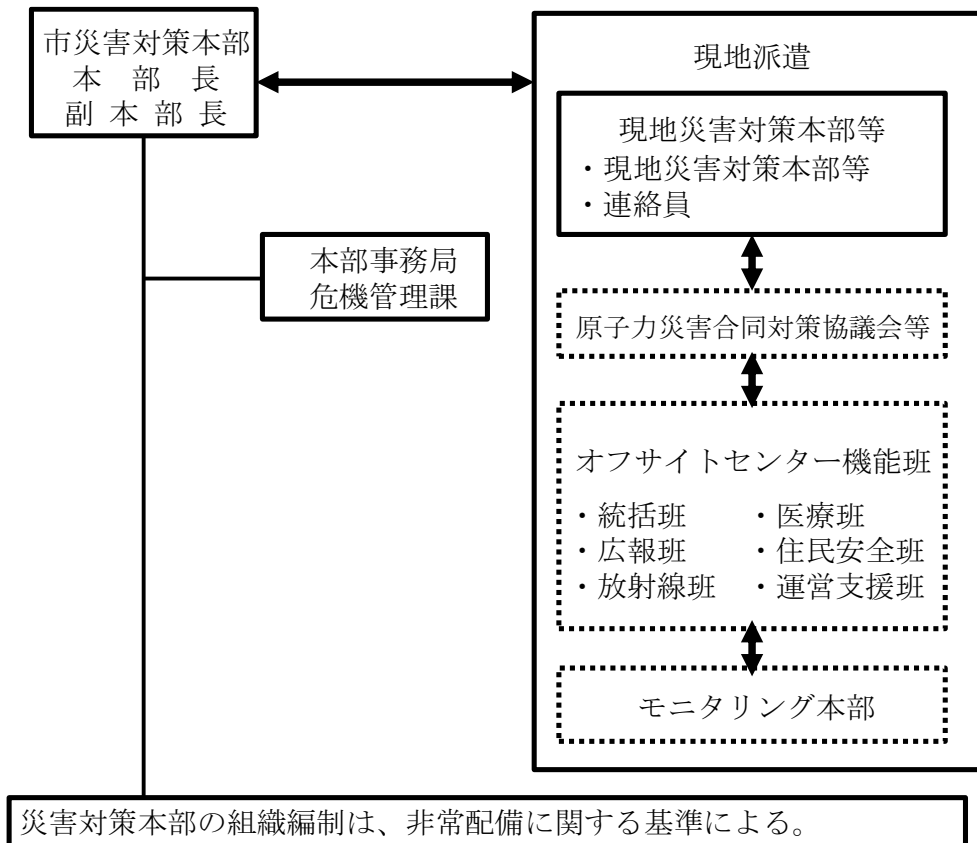 市災害対策本部
本 部 長
副 本 部 長
本部事務局
危機管理課
現地派遣
現地災害対策本部等
・現地災害対策本部等
・連絡員
原子力災害合同対策協議会等
オフサイトセンター機能班
・統括班 ・医療班
・広報班 ・住民安全班
・放射線班 ・運営支援班
モニタリング本部
災害対策本部の組織編制は、非常配備に関する基準による。